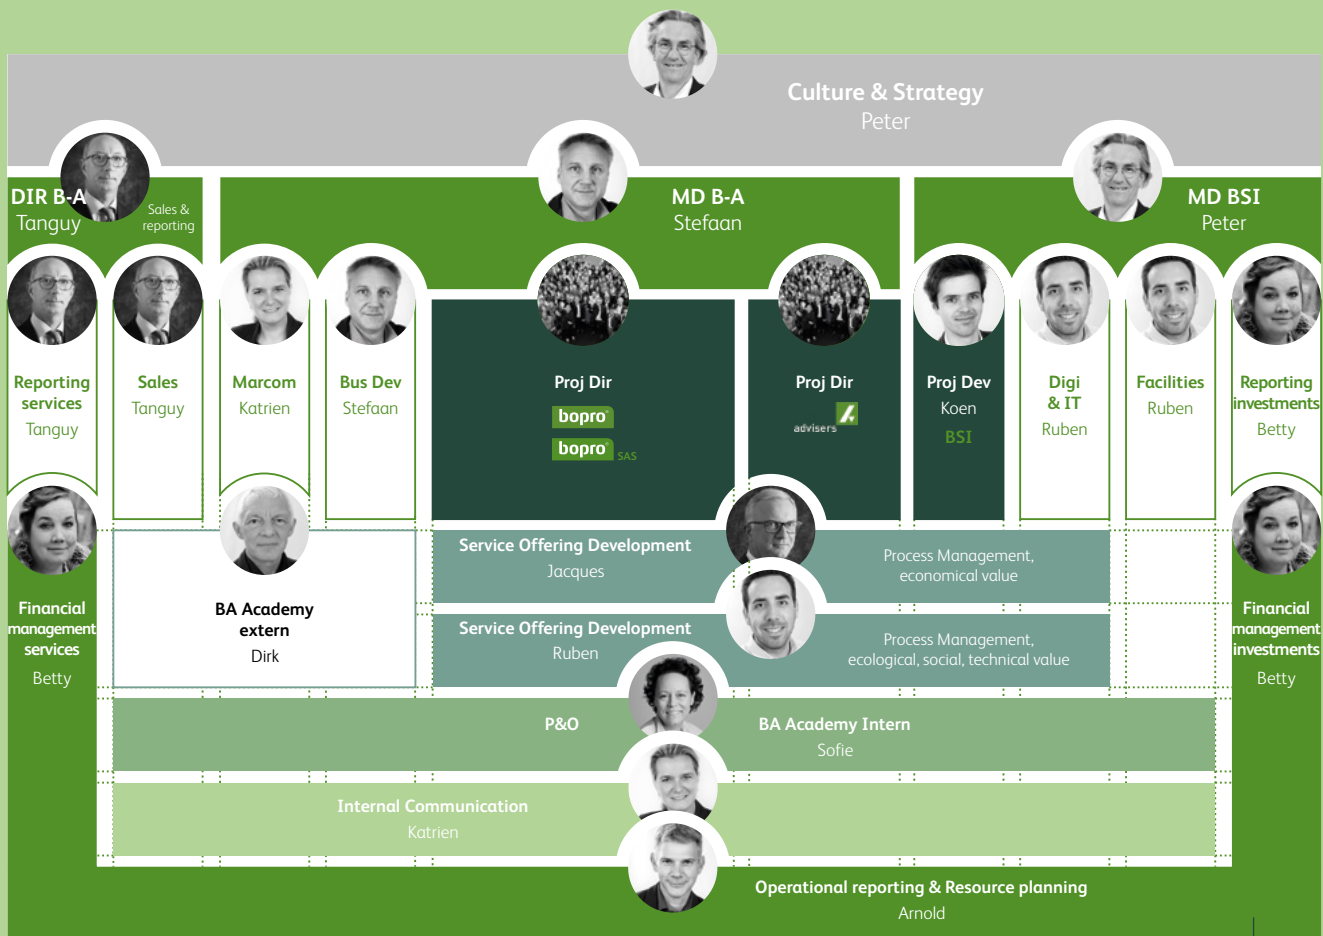 Culture & Strategy
Peter
DIR B-A
Tanguy
Sales &
reporting
MD B-A
Stefaan
MD BSI
Peter
Reporting
services
Tanguy
Sales
Tanguy
Marcom
Katrien
Bus Dev
Stefaan
Proj Dir
bopro
bopro SAS
Proj Dir
advisers
Proj Dev
Koen
BSI
Digi
& IT
Ruben
Facilities
Ruben
Reporting
investments
Betty
Financial
management
services
Betty
BA Academy
extern
Dirk
Service Offering Development
Jacques
Process Management,
economical value
Service Offering Development
Ruben
Process Management,
ecological, social, technical value
Financial
management
investments
Betty
P&O
BA Academy Intern
Sofie
Internal Communication
Katrien
Operational reporting & Resource planning
Arnold